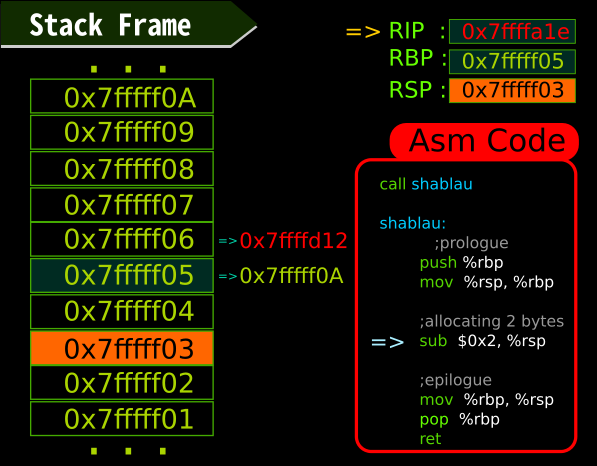 Stack Frame
=> RIP : 0x7ffffa1e
RBP : 0x7fffff05
RSP : 0x7fffff03
. . .
0x7fffff0A
0x7fffff09
0x7fffff08
0x7fffff07
0x7fffff06 => 0x7ffffd12
0x7fffff05 => 0x7fffff0A
0x7fffff04
0x7fffff03
0x7fffff02
0x7fffff01
. . .
Asm Code
call shablau
shablau:
;prologue
push %rbp
mov %rsp, %rbp
;allocating 2 bytes
=> sub $0x2, %rsp
;epilogue
mov %rbp, %rsp
pop %rbp
ret